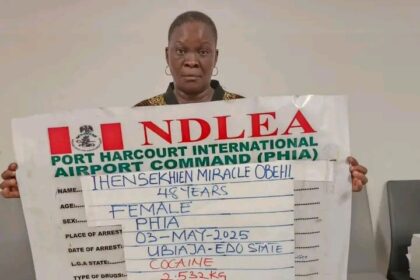 NDLEA
PORT HARCOURT INTERNATIONAL
AIRPORT COMMAND (PHIA)
NAME: IHENSEKHIEN MIRACLE OBEHI
AGE: 48 YEARS
SEX: FEMALE
PLACE OF ARREST PHIA
DATE OF ARREST: 03-MAY-2025
L.G.A STATE UBIAJA-EDO STATE
TYPE OF DRUG COCAINE
2.532kg